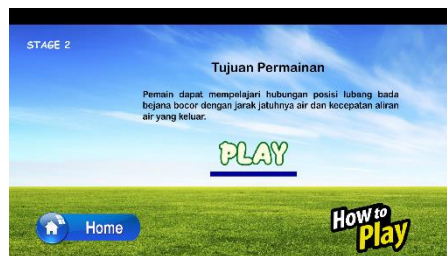 STAGE 2
Tujuan Permainan
Pemain dapat mempelajari hubungan posisi lubang bada
bejana bocor dengan jarak jatuhnya air dan kecepatan aliran
air yang keluar.
PLAY
Home
How to
Play